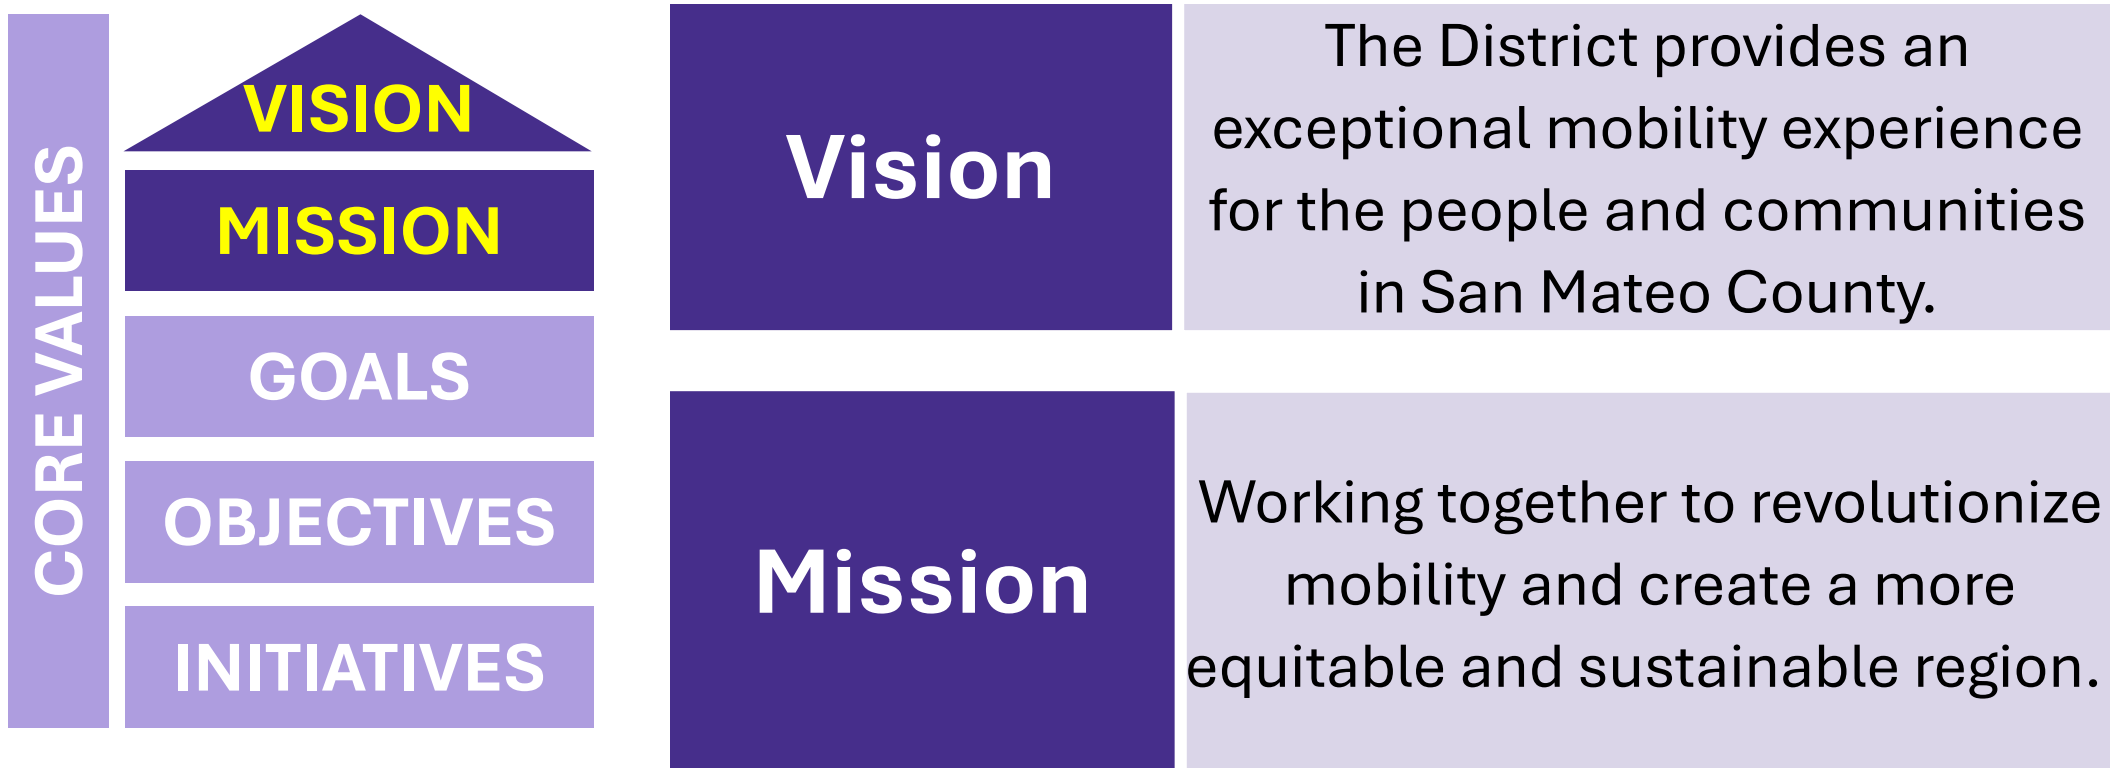 CORE VALUES
VISION
MISSION
GOALS
OBJECTIVES
INITIATIVES
Vision
The District provides an
exceptional mobility experience
for the people and communities
in San Mateo County.
Mission
Working together to revolutionize
mobility and create a more
equitable and sustainable region.